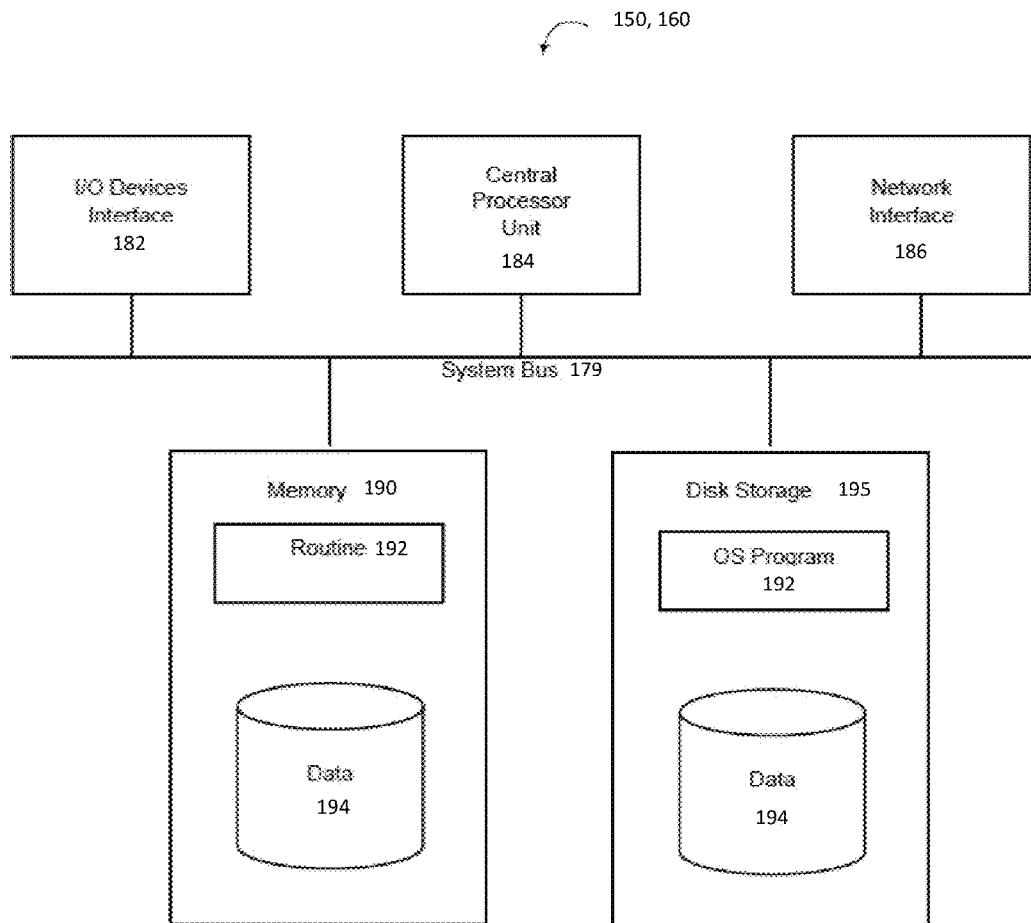 150, 160
I/O Devices
Interface
182
Central
Processor
Unit
184
Network
Interface
186
System Bus 179
Memory 190
Routine 192
Data
194
Disk Storage 195
OS Program
192
Data
194